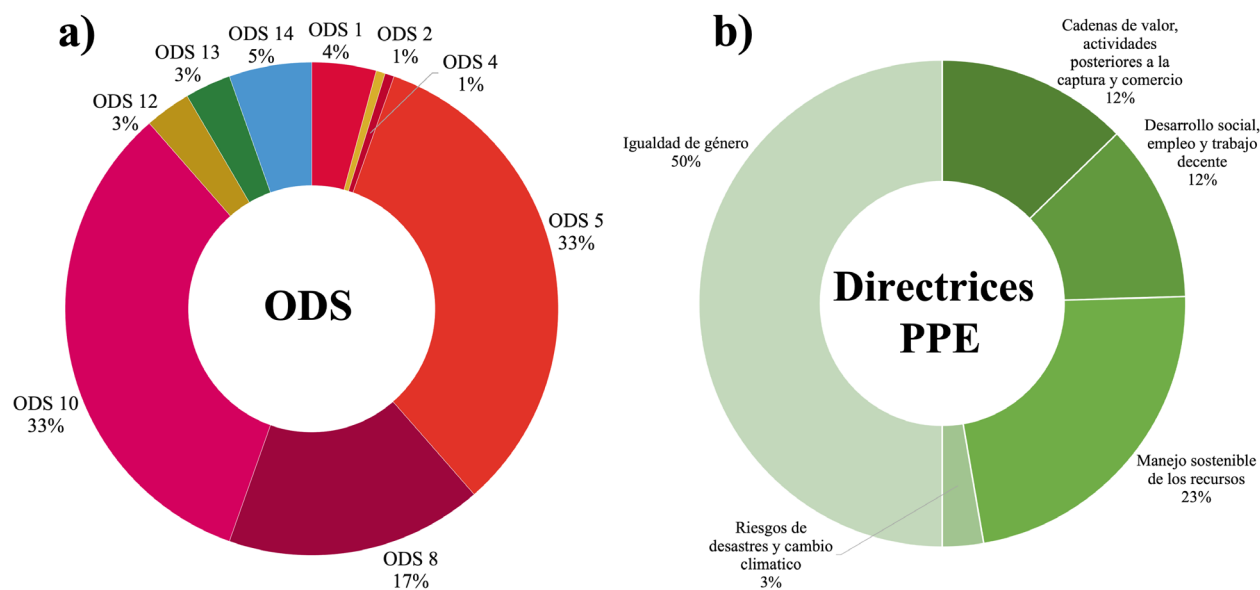 a)
ODS 1
4%
ODS 2
1%
ODS 4
1%
ODS 5
33%
ODS 8
17%
ODS 10
33%
ODS 12
3%
ODS 13
3%
ODS 14
5%
ODS
b)
Cadenas de valor,
actividades
posteriores a la
captura y comercio
12%
Desarrollo social,
empleo y trabajo
decente
12%
Manejo sostenible
de los recursos
23%
Riesgos de
desastres y cambio
climatico
3%
Igualdad de género
50%
Directrices
PPE